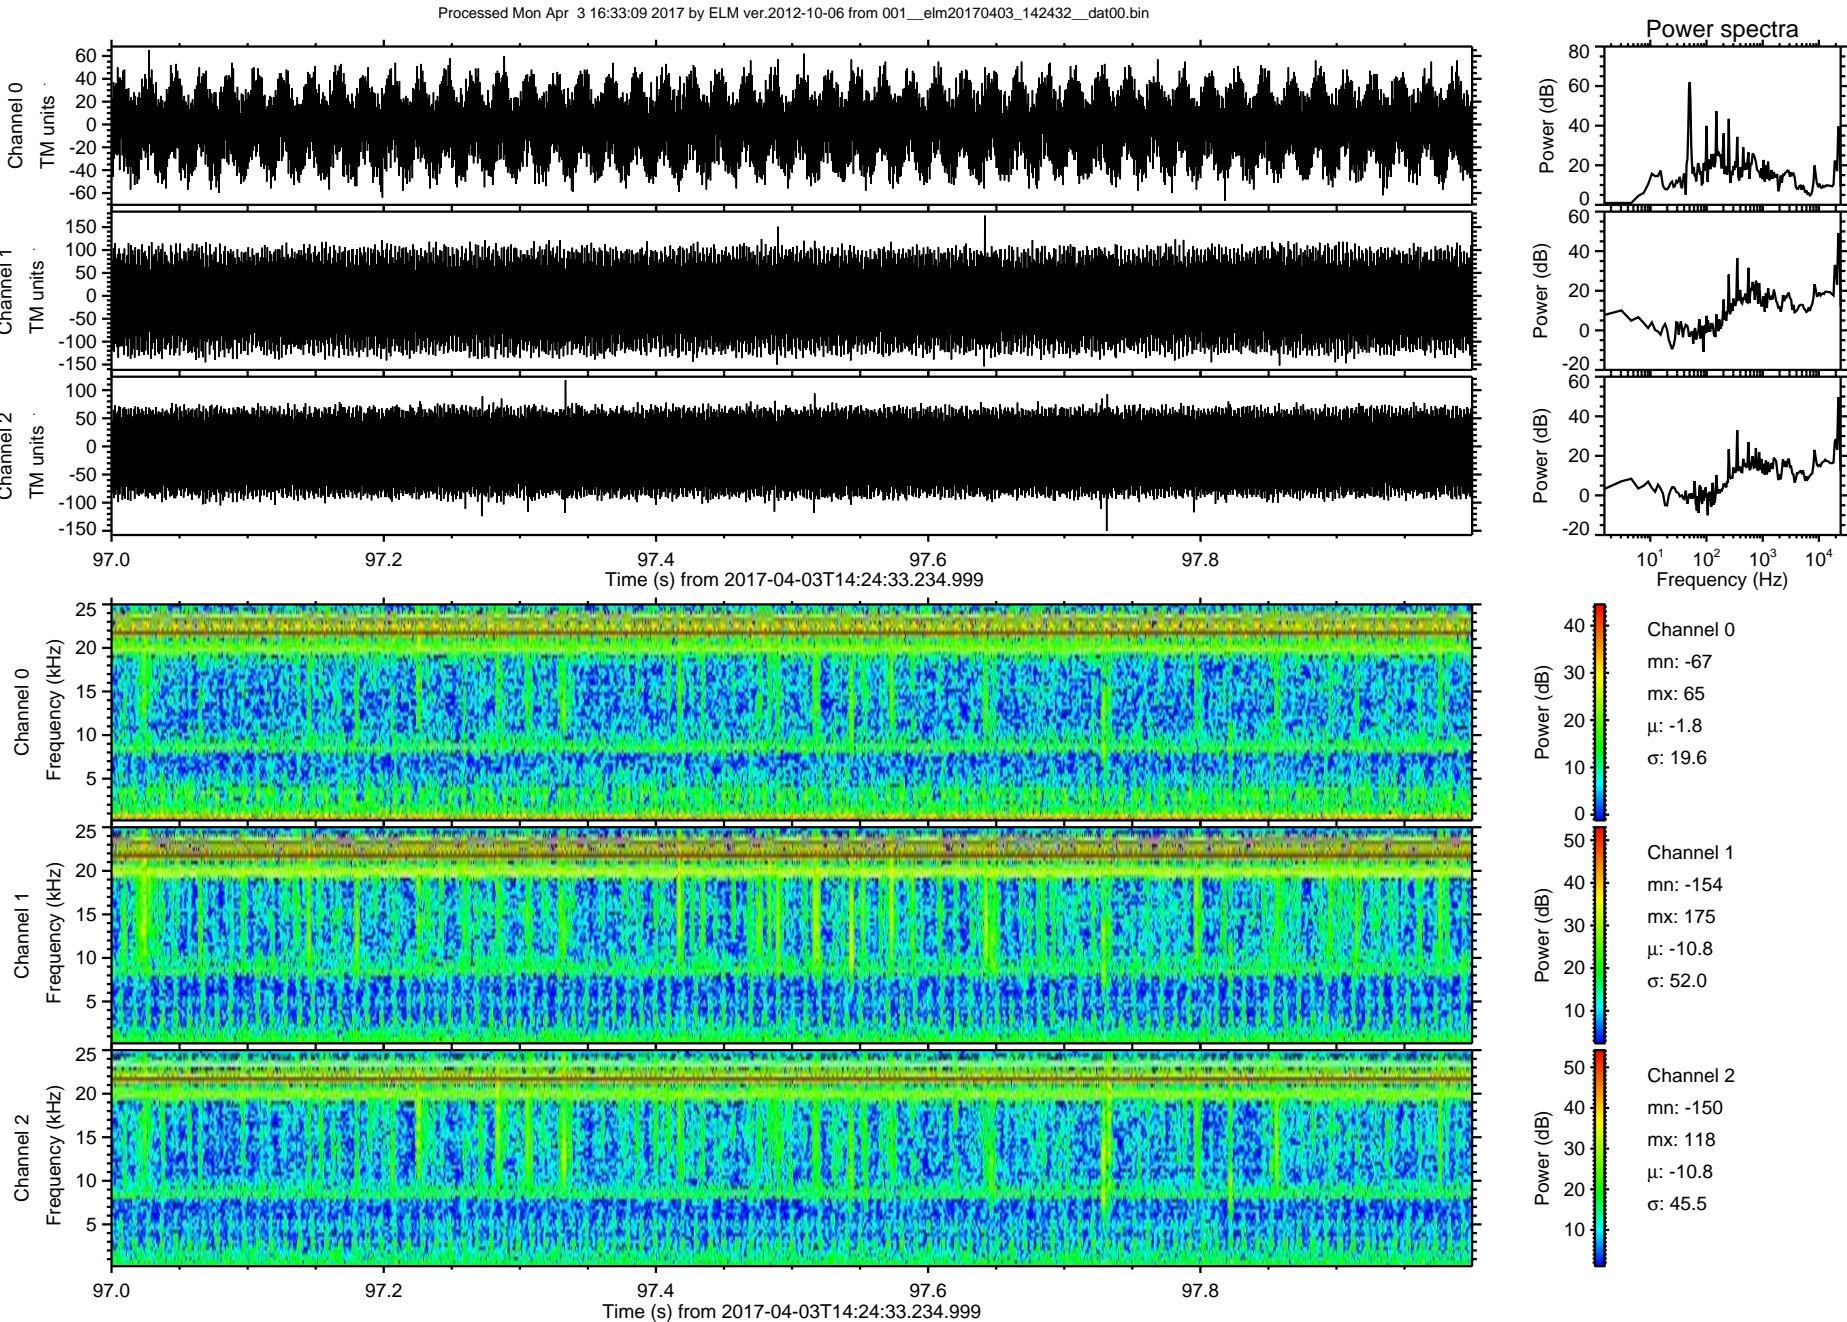 Processed Mon Apr  3 16:33:09 2017 by ELM ver.2012-10-06 from 001__elm20170403_142432__dat00.bin
Power spectra
Channel 0
TM units
60
40
20
0
-20
-40
-60
Power (dB)
80
60
40
20
0
Channel 1
TM units
150
100
50
0
-50
-100
-150
Power (dB)
60
40
20
0
-20
Channel 2
TM units
100
50
0
-50
-100
-150
Power (dB)
60
40
20
0
-20
97.0 97.2 97.4 97.6 97.8
Time (s) from 2017-04-03T14:24:33.234.999
10^1 10^2 10^3 10^4
Frequency (Hz)
Channel 0
Frequency (kHz)
25
20
15
10
5
Power (dB)
40
30
20
10
0
Channel 0
mn: -67
mx: 65
μ: -1.8
σ: 19.6
Channel 1
Frequency (kHz)
25
20
15
10
5
Power (dB)
50
40
30
20
10
Channel 1
mn: -154
mx: 175
μ: -10.8
σ: 52.0
Channel 2
Frequency (kHz)
25
20
15
10
5
Power (dB)
50
40
30
20
10
Channel 2
mn: -150
mx: 118
μ: -10.8
σ: 45.5
97.0 97.2 97.4 97.6 97.8
Time (s) from 2017-04-03T14:24:33.234.999